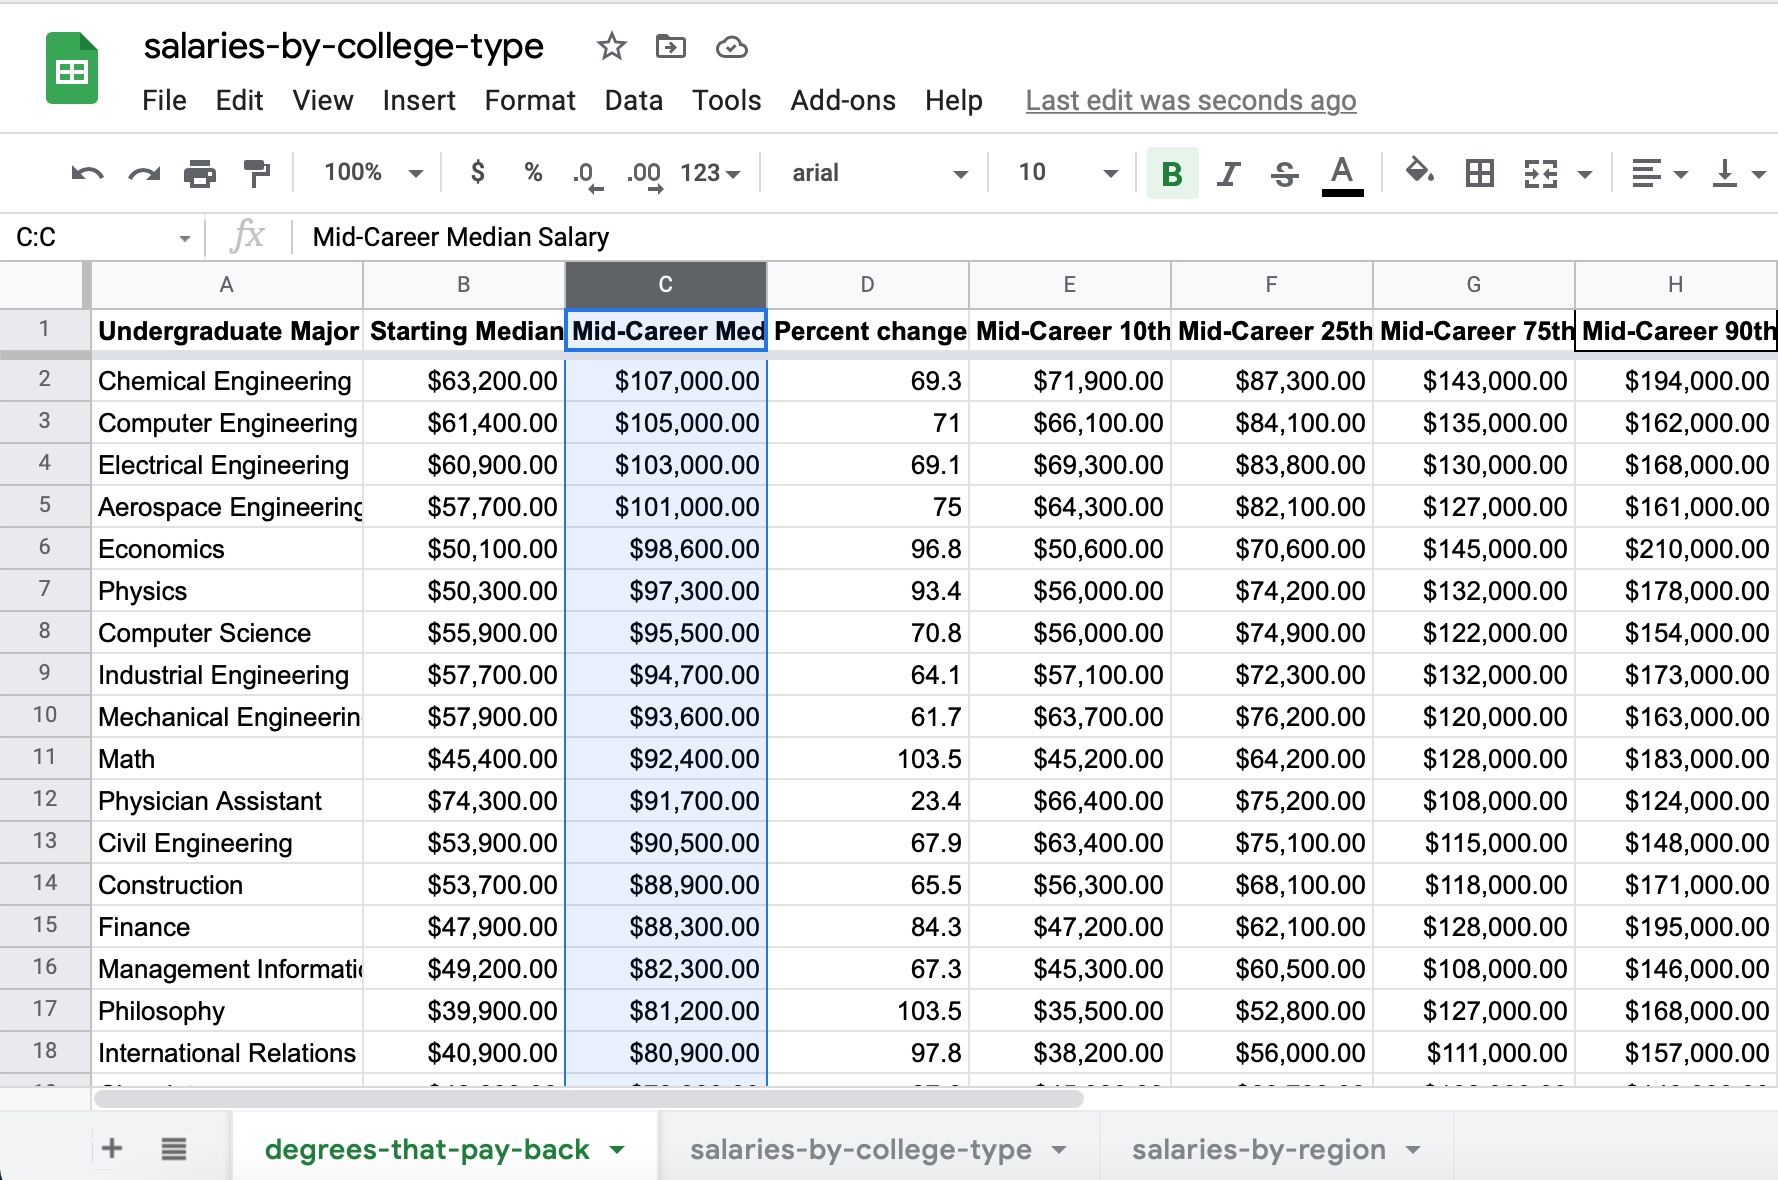 salaries-by-college-type
File Edit View Insert Format Data Tools Add-ons Help Last edit was seconds ago
100% $ % .0 .00 123 arial 10 B I S A
C:C fx Mid-Career Median Salary
A B C D E F G H
1 Undergraduate Major Starting Median Mid-Career Med Percent change Mid-Career 10th Mid-Career 25th Mid-Career 75th Mid-Career 90th
2 Chemical Engineering $63,200.00 $107,000.00 69.3 $71,900.00 $87,300.00 $143,000.00 $194,000.00
3 Computer Engineering $61,400.00 $105,000.00 71 $66,100.00 $84,100.00 $135,000.00 $162,000.00
4 Electrical Engineering $60,900.00 $103,000.00 69.1 $69,300.00 $83,800.00 $130,000.00 $168,000.00
5 Aerospace Engineering $57,700.00 $101,000.00 75 $64,300.00 $82,100.00 $127,000.00 $161,000.00
6 Economics $50,100.00 $98,600.00 96.8 $50,600.00 $70,600.00 $145,000.00 $210,000.00
7 Physics $50,300.00 $97,300.00 93.4 $56,000.00 $74,200.00 $132,000.00 $178,000.00
8 Computer Science $55,900.00 $95,500.00 70.8 $56,000.00 $74,900.00 $122,000.00 $154,000.00
9 Industrial Engineering $57,700.00 $94,700.00 64.1 $57,100.00 $72,300.00 $132,000.00 $173,000.00
10 Mechanical Engineerin $57,900.00 $93,600.00 61.7 $63,700.00 $76,200.00 $120,000.00 $163,000.00
11 Math $45,400.00 $92,400.00 103.5 $45,200.00 $64,200.00 $128,000.00 $183,000.00
12 Physician Assistant $74,300.00 $91,700.00 23.4 $66,400.00 $75,200.00 $108,000.00 $124,000.00
13 Civil Engineering $53,900.00 $90,500.00 67.9 $63,400.00 $75,100.00 $115,000.00 $148,000.00
14 Construction $53,700.00 $88,900.00 65.5 $56,300.00 $68,100.00 $118,000.00 $171,000.00
15 Finance $47,900.00 $88,300.00 84.3 $47,200.00 $62,100.00 $128,000.00 $195,000.00
16 Management Informatio $49,200.00 $82,300.00 67.3 $45,300.00 $60,500.00 $108,000.00 $146,000.00
17 Philosophy $39,900.00 $81,200.00 103.5 $35,500.00 $52,800.00 $127,000.00 $168,000.00
18 International Relations $40,900.00 $80,900.00 97.8 $38,200.00 $56,000.00 $111,000.00 $157,000.00
degrees-that-pay-back salaries-by-college-type salaries-by-region